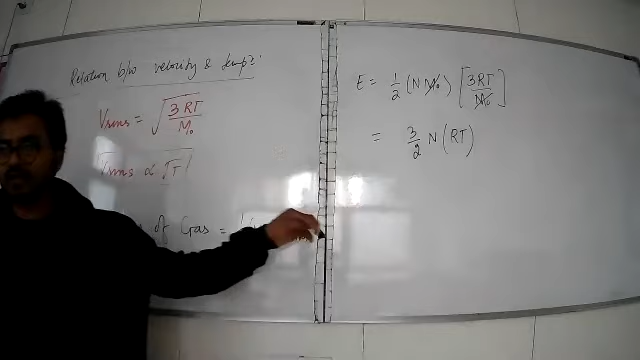 Relation b/w velocity & temp:
Vrms = √(3RT / M₀)
Vrms ∝ √T
of Gas =
E = 1/2 (N M₀) [3RT / M₀]
= 3/2 N (RT)